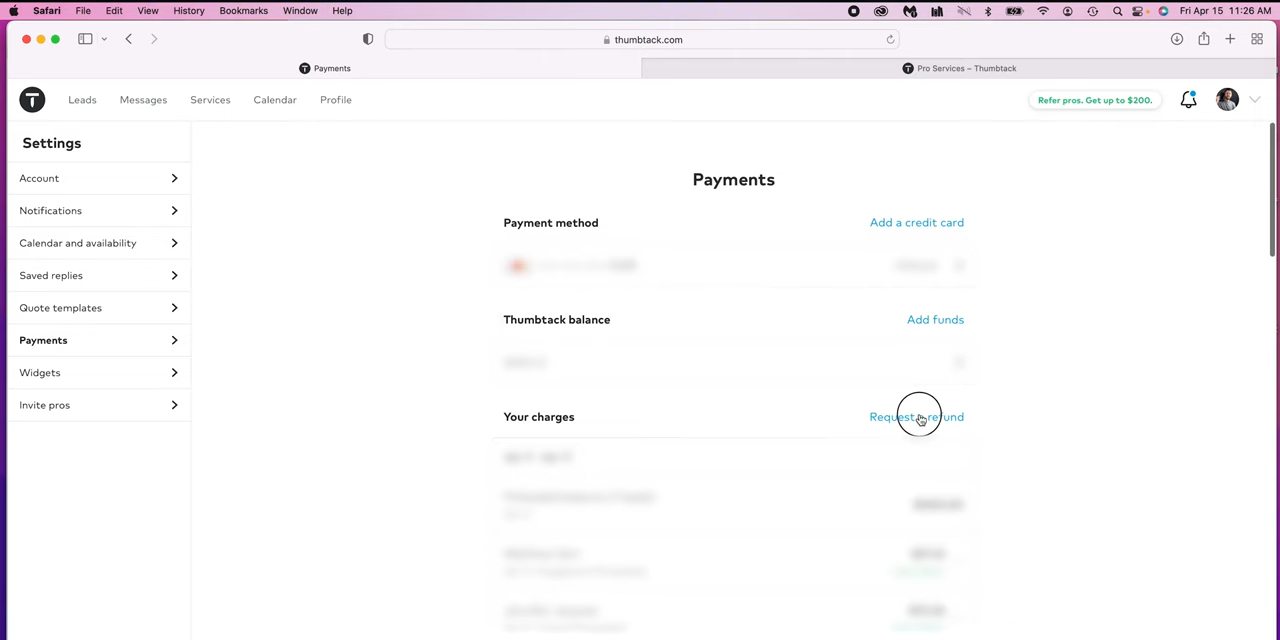 Safari File Edit View History Bookmarks Window Help Fri Apr 15 11:26 AM
thumbtack.com
Payments Pro Services – Thumbtack
Leads Messages Services Calendar Profile Refer pros. Get up to $200.
Settings
Account
Notifications
Calendar and availability
Saved replies
Quote templates
Payments
Widgets
Invite pros
Payments
Payment method Add a credit card
Thumbtack balance Add funds
Your charges Request a refund